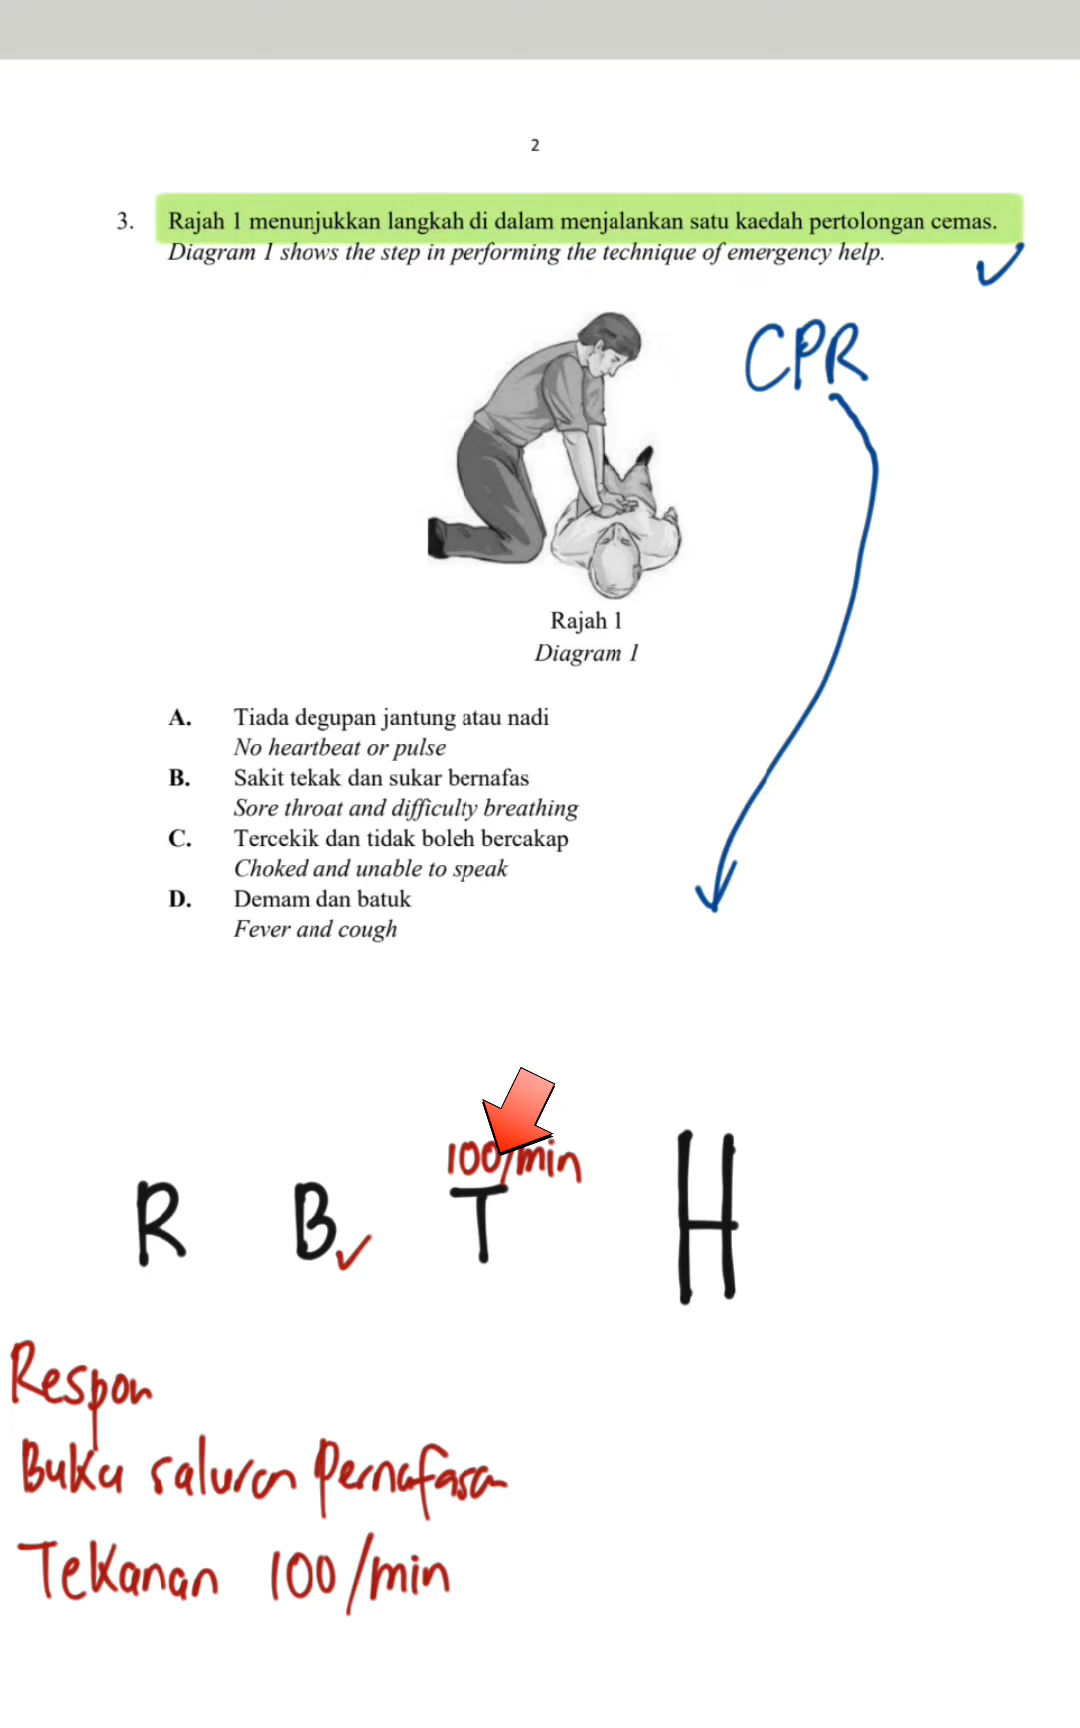 2
3. Rajah 1 menunjukkan langkah di dalam menjalankan satu kaedah pertolongan cemas.
Diagram 1 shows the step in performing the technique of emergency help.
CPR
Rajah 1
Diagram 1
A. Tiada degupan jantung atau nadi
No heartbeat or pulse
B. Sakit tekak dan sukar bernafas
Sore throat and difficulty breathing
C. Tercekik dan tidak boleh bercakap
Choked and unable to speak
D. Demam dan batuk
Fever and cough
100/min
R B T H
Respon
Buka saluran Pernafasan
Tekanan 100/min